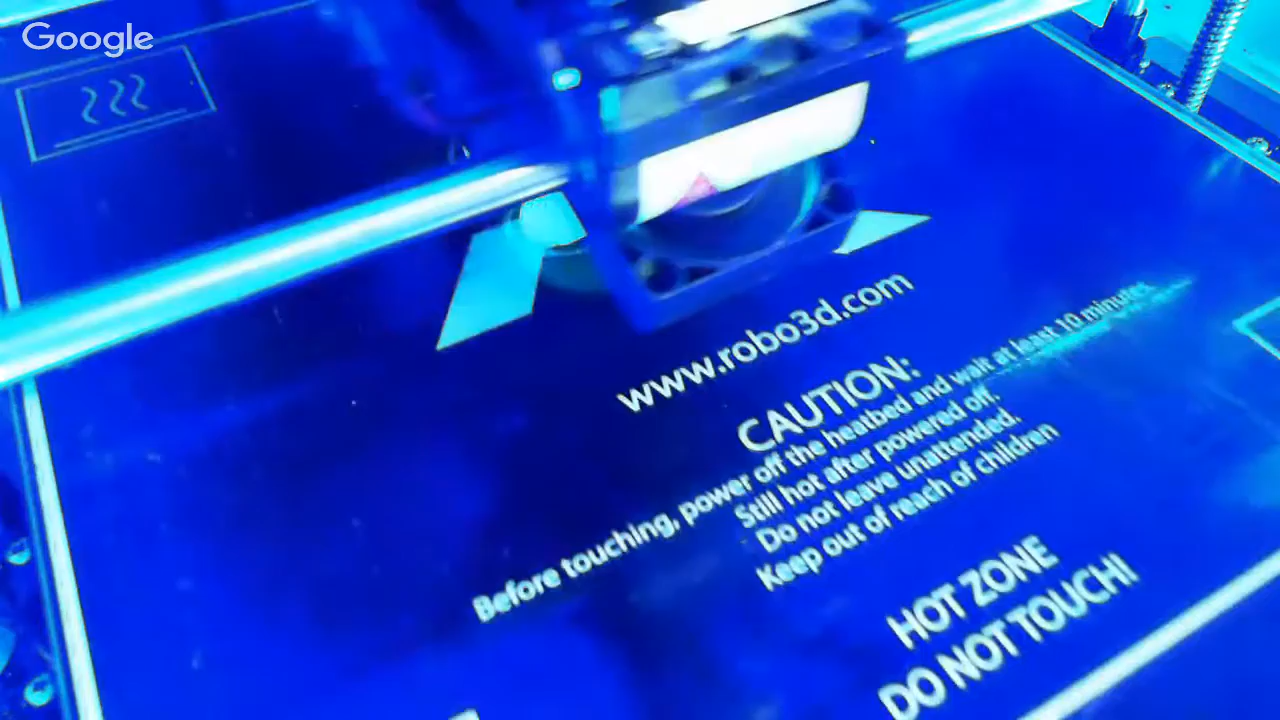 Google
www.robo3d.com
CAUTION:
Before touching, power off the heatbed and wait at least 10 minutes
Still hot after powered off.
Do not leave unattended.
Keep out of reach of children
HOT ZONE
DO NOT TOUCH!